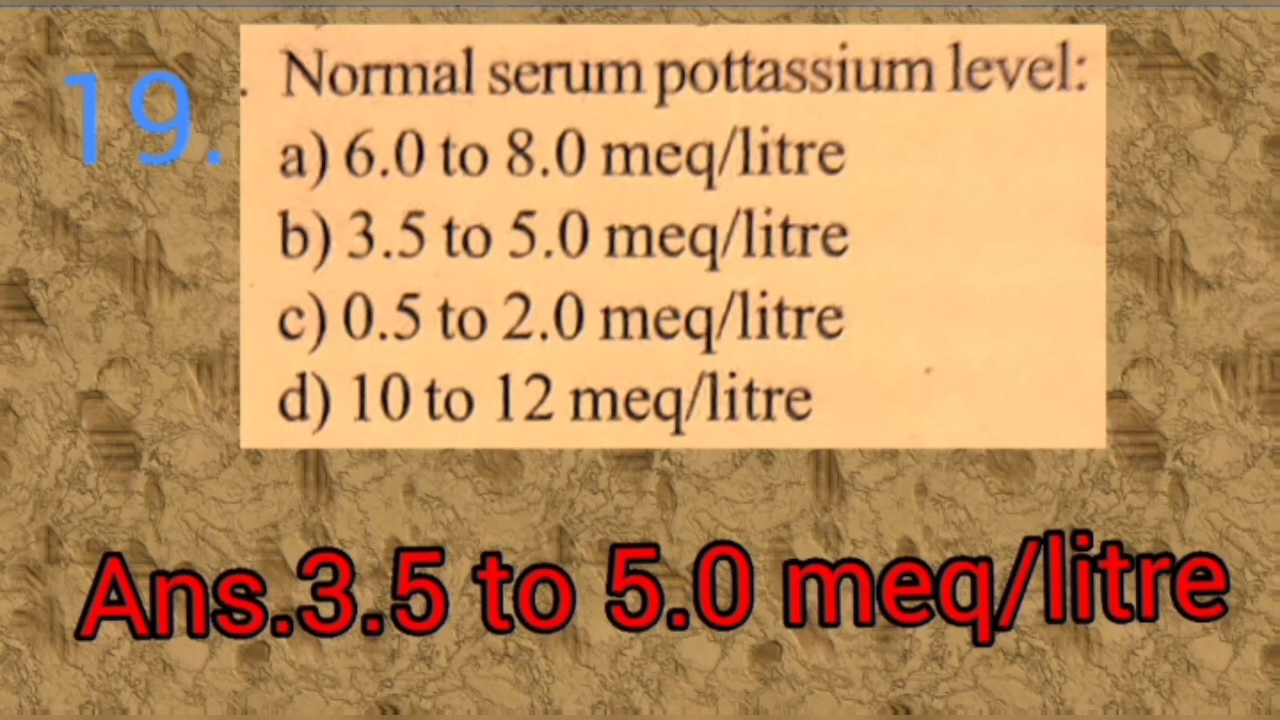 19. . Normal serum pottassium level:
a) 6.0 to 8.0 meq/litre
b) 3.5 to 5.0 meq/litre
c) 0.5 to 2.0 meq/litre
d) 10 to 12 meq/litre
Ans.3.5 to 5.0 meq/litre